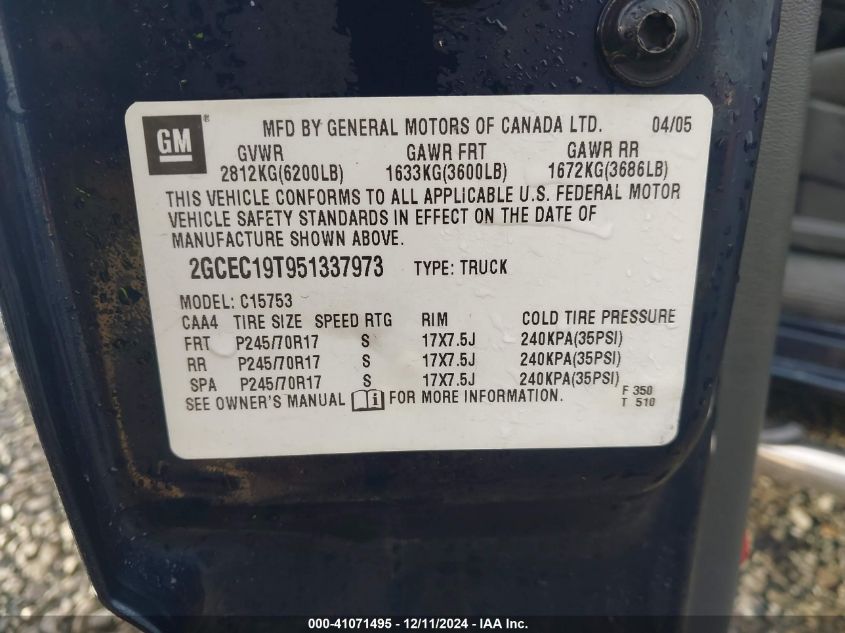 GM ® MFD BY GENERAL MOTORS OF CANADA LTD. 04/05
GVWR GAWR FRT GAWR RR
2812KG(6200LB) 1633KG(3600LB) 1672KG(3686LB)
THIS VEHICLE CONFORMS TO ALL APPLICABLE U.S. FEDERAL MOTOR
VEHICLE SAFETY STANDARDS IN EFFECT ON THE DATE OF
MANUFACTURE SHOWN ABOVE.
2GCEC19T951337973 TYPE: TRUCK
MODEL: C15753
CAA4 TIRE SIZE SPEED RTG RIM COLD TIRE PRESSURE
FRT P245/70R17 S 17X7.5J 240KPA(35PSI)
RR P245/70R17 S 17X7.5J 240KPA(35PSI)
SPA P245/70R17 S 17X7.5J 240KPA(35PSI)
SEE OWNER'S MANUAL FOR MORE INFORMATION.
F 350
T 510
000-41071495 - 12/11/2024 - IAA Inc.